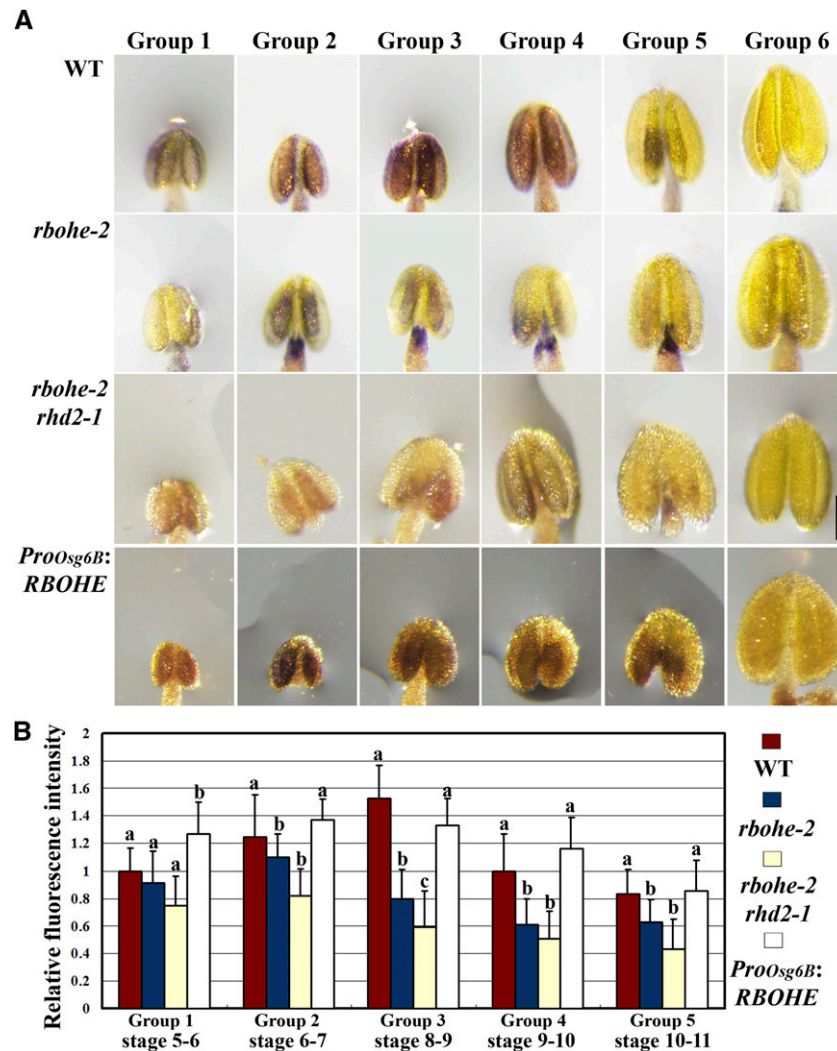 A
Group 1 Group 2 Group 3 Group 4 Group 5 Group 6
WT
rbohe-2
rbohe-2
rhd2-1
ProOsg6B:
RBOHE
B
Relative fluorescence intensity
2
1.8
1.6
1.4
1.2
1
0.8
0.6
0.4
0.2
0
a a a b
a b b a
a b c a
a b b a
a b b a
Group 1 Group 2 Group 3 Group 4 Group 5
stage 5-6 stage 6-7 stage 8-9 stage 9-10 stage 10-11
WT
rbohe-2
rbohe-2
rhd2-1
ProOsg6B:
RBOHE